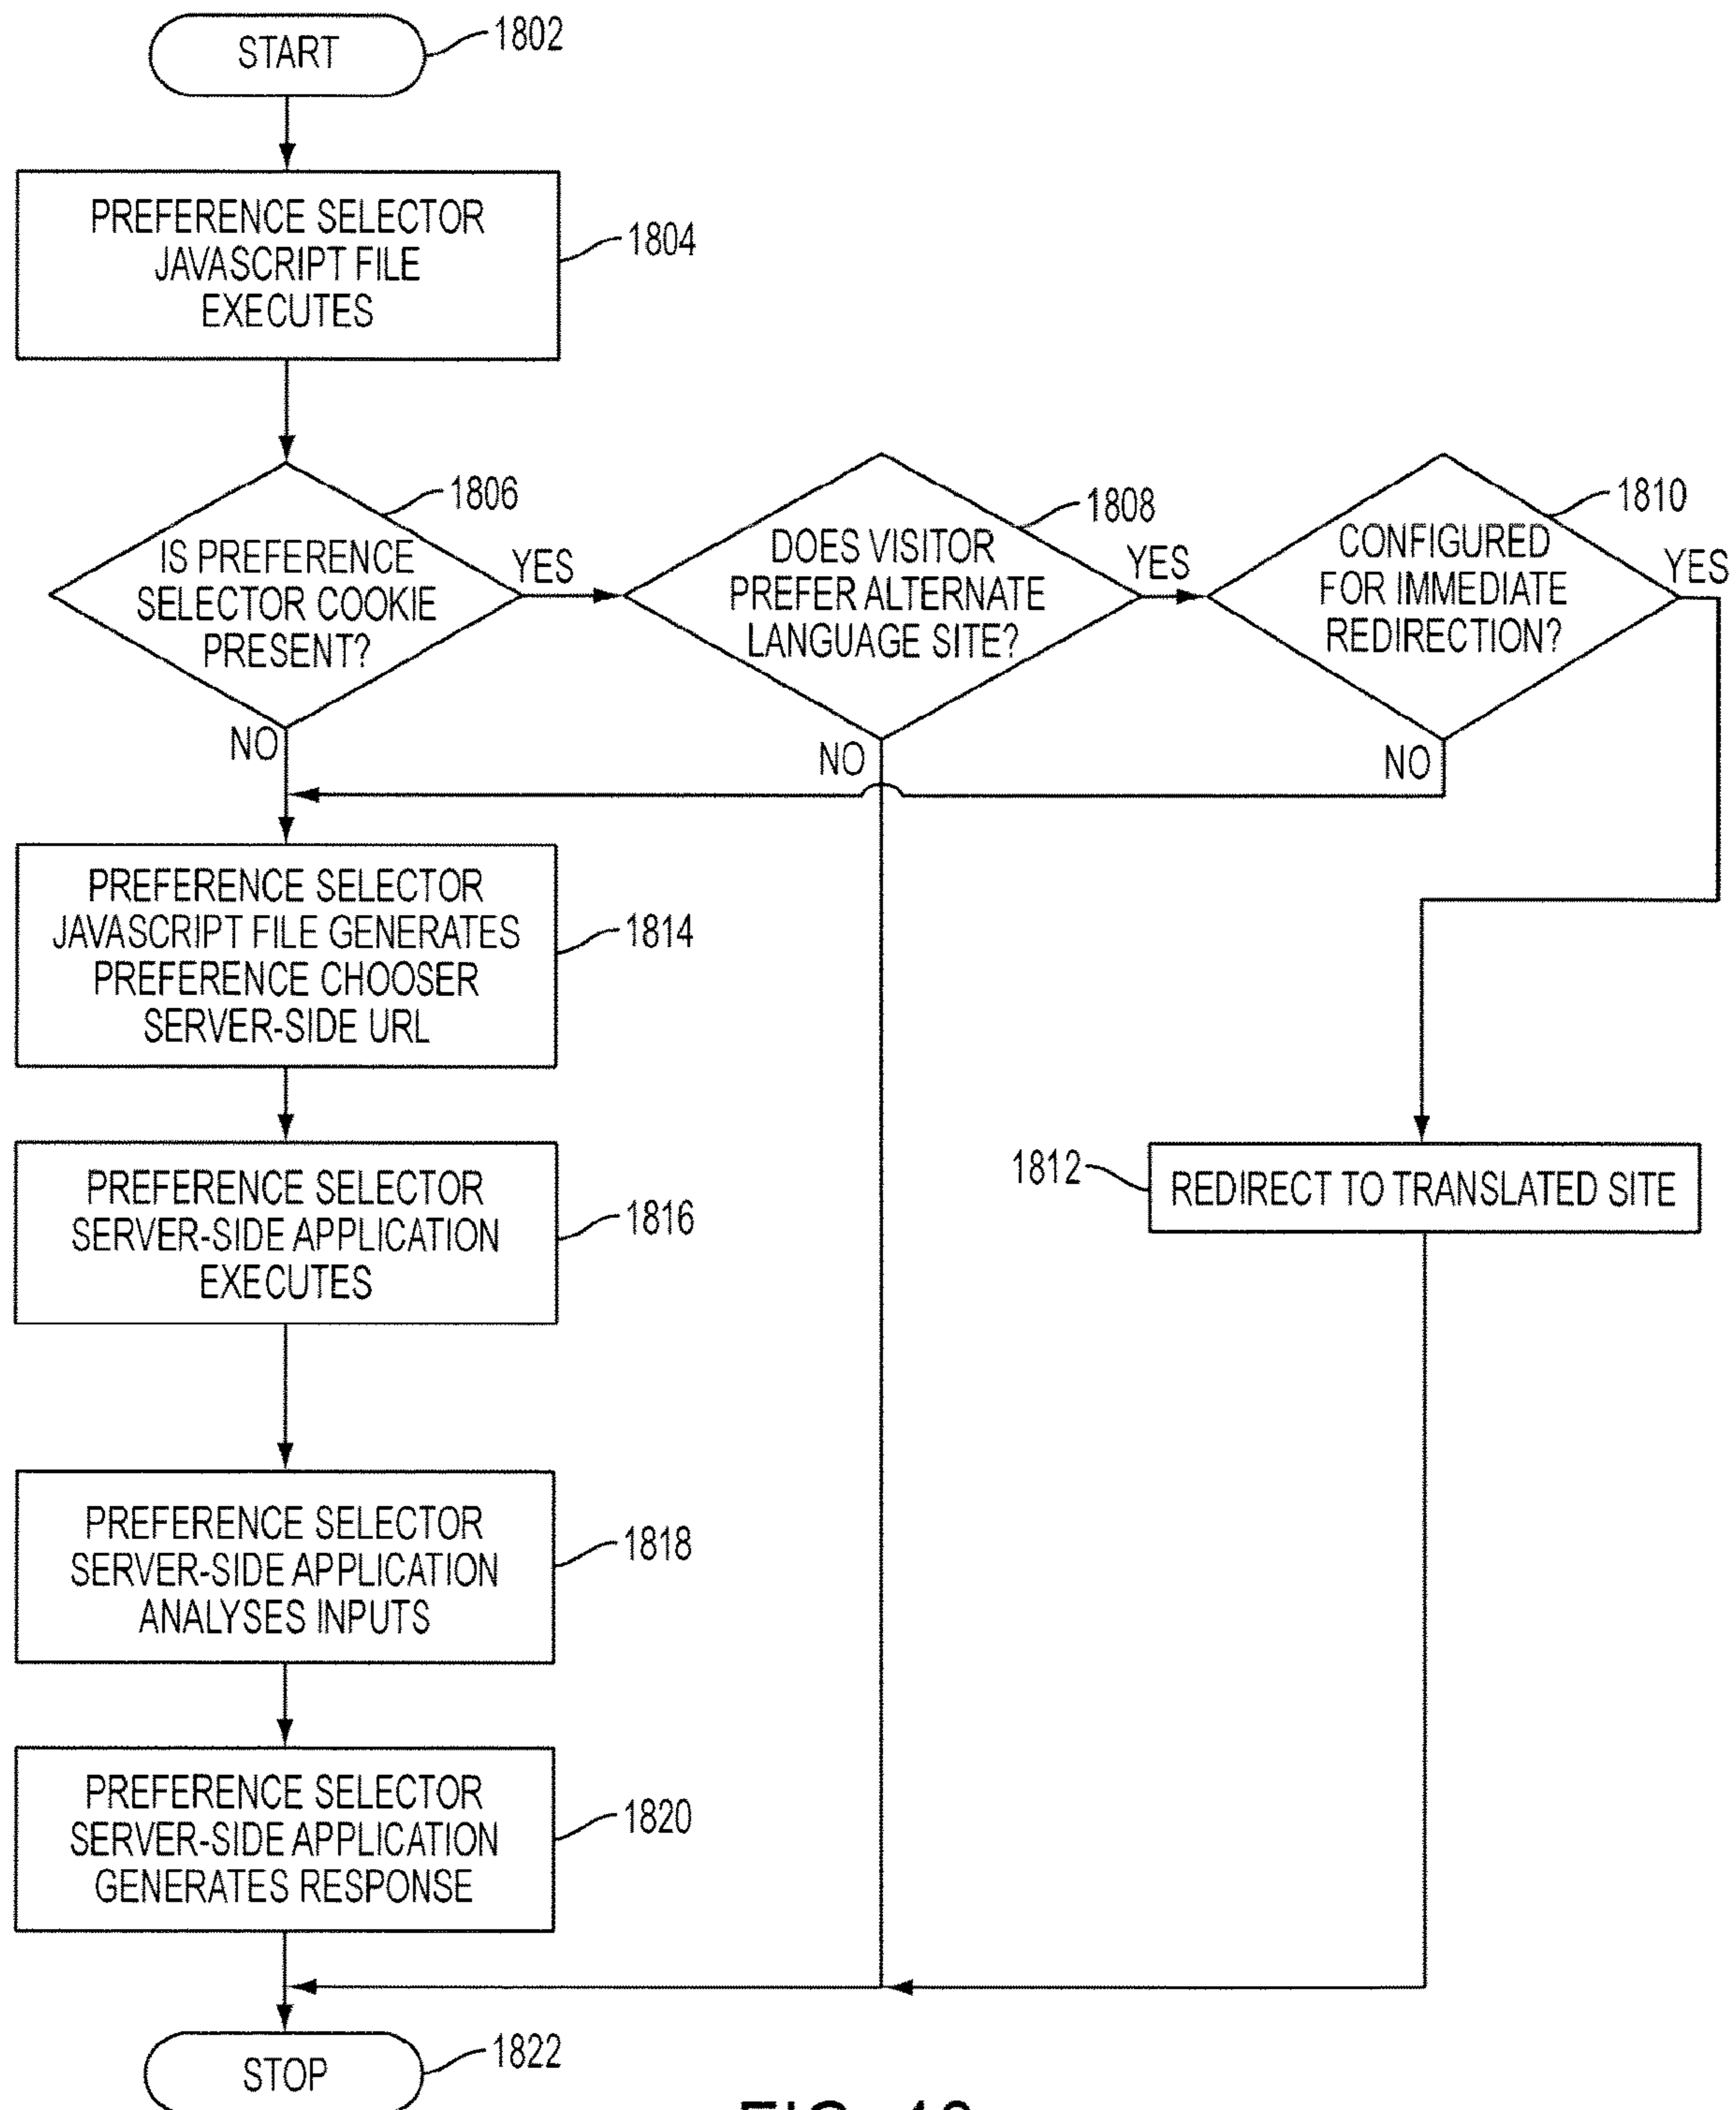 START
1802
PREFERENCE SELECTOR
JAVASCRIPT FILE
EXECUTES
1804
IS PREFERENCE
SELECTOR COOKIE
PRESENT?
1806
YES
NO
DOES VISITOR
PREFER ALTERNATE
LANGUAGE SITE?
1808
YES
NO
CONFIGURED
FOR IMMEDIATE
REDIRECTION?
1810
YES
NO
PREFERENCE SELECTOR
JAVASCRIPT FILE GENERATES
PREFERENCE CHOOSER
SERVER-SIDE URL
1814
1812
REDIRECT TO TRANSLATED SITE
PREFERENCE SELECTOR
SERVER-SIDE APPLICATION
EXECUTES
1816
PREFERENCE SELECTOR
SERVER-SIDE APPLICATION
ANALYSES INPUTS
1818
PREFERENCE SELECTOR
SERVER-SIDE APPLICATION
GENERATES RESPONSE
1820
STOP
1822